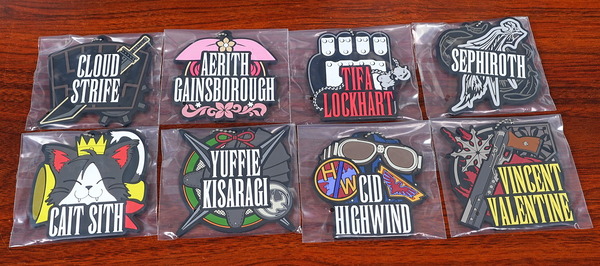 CLOUD
STRIFE
AERITH
GAINSBOROUGH
TIFA
LOCKHART
SEPHIROTH
CAIT SITH
YUFFIE
KISARAGI
H W
CID
HIGHWIND
VINCENT
VALENTINE